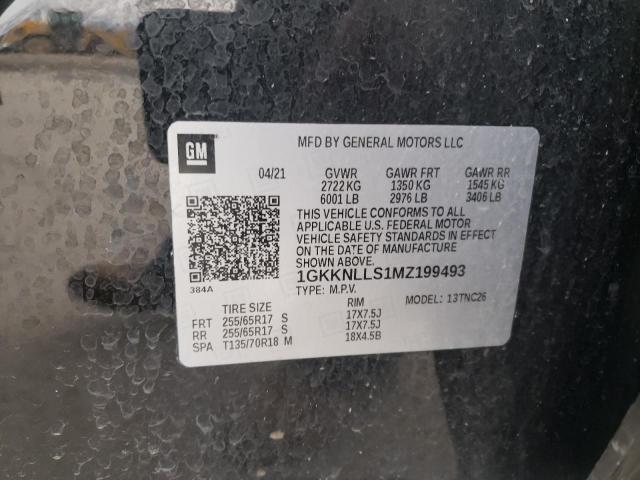 GM
MFD BY GENERAL MOTORS LLC
04/21 GVWR GAWR FRT GAWR RR
2722 KG 1350 KG 1545 KG
6001 LB 2976 LB 3406 LB
THIS VEHICLE CONFORMS TO ALL
APPLICABLE U.S. FEDERAL MOTOR
VEHICLE SAFETY STANDARDS IN EFFECT
ON THE DATE OF MANUFACTURE
SHOWN ABOVE.
384A
1GKKNLLS1MZ199493
TYPE: M.P.V. MODEL: 13TNC26
TIRE SIZE RIM
FRT 255/65R17 S 17X7.5J
RR 255/65R17 S 17X7.5J
SPA T135/70R18 M 18X4.5B